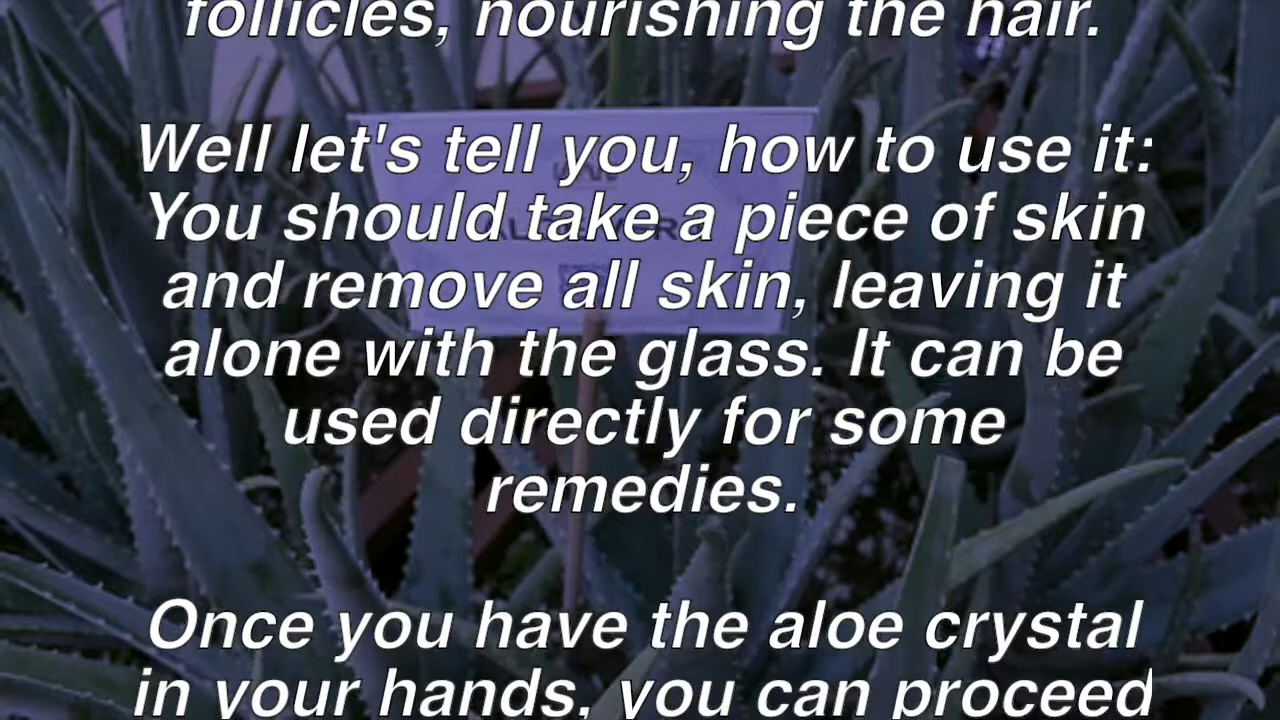 follicles, nourishing the hair.
Well let's tell you, how to use it:
You should take a piece of skin
and remove all skin, leaving it
alone with the glass. It can be
used directly for some
remedies.
Once you have the aloe crystal
in your hands, you can proceed